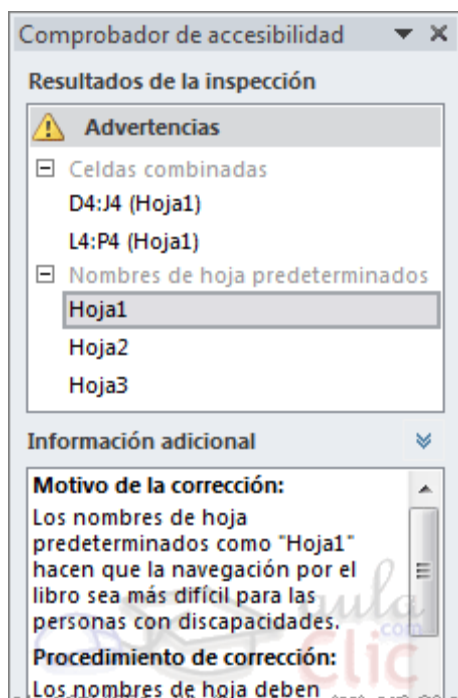 Comprobador de accesibilidad
Resultados de la inspección
Advertencias
Celdas combinadas
D4:J4 (Hoja1)
L4:P4 (Hoja1)
Nombres de hoja predeterminados
Hoja1
Hoja2
Hoja3
Información adicional
Motivo de la corrección:
Los nombres de hoja
predeterminados como "Hoja1"
hacen que la navegación por el
libro sea más difícil para las
personas con discapacidades.
aula
.com
Clic
Procedimiento de corrección:
Los nombres de hoja deben